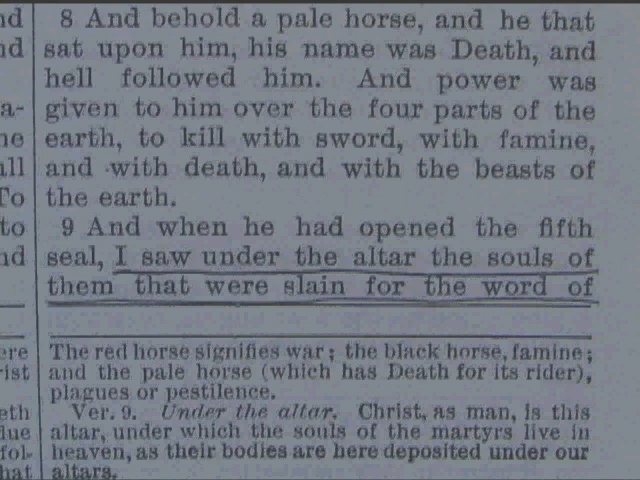 8 And behold a pale horse, and he that
sat upon him, his name was Death, and
hell followed him. And power was
given to him over the four parts of the
earth, to kill with sword, with famine,
and with death, and with the beasts of
the earth.
9 And when he had opened the fifth
seal, I saw under the altar the souls of
them that were slain for the word of
The red horse signifies war; the black horse, famine;
and the pale horse (which has Death for its rider),
plagues or pestilence.
Ver. 9. Under the altar. Christ, as man, is this
altar, under which the souls of the martyrs live in
heaven, as their bodies are here deposited under our
altars.